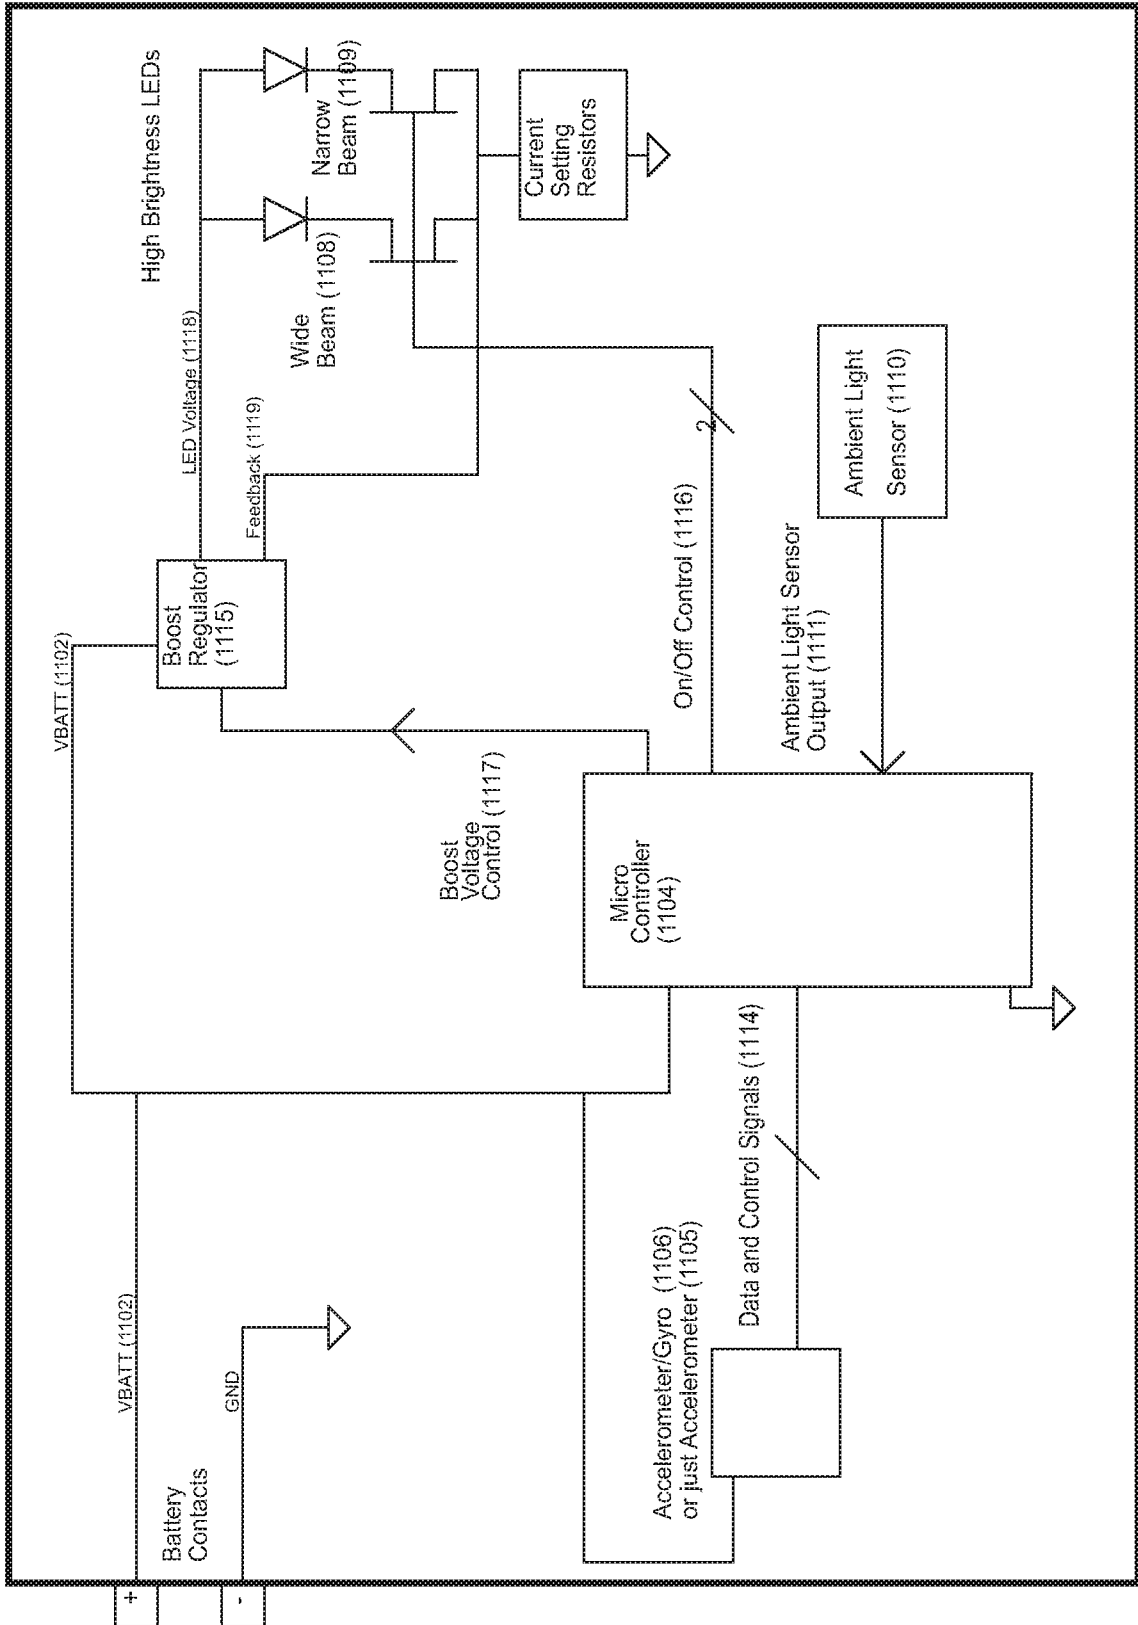 High Brightness LEDs
Narrow
Beam (1109)
Wide
Beam (1108)
Current
Setting
Resistors
LED Voltage (1118)
Feedback (1119)
Boost
Regulator
(1115)
VBATT (1102)
Boost
Voltage
Control (1117)
On/Off Control (1116)
2
Ambient Light
Sensor (1110)
Ambient Light Sensor
Output (1111)
Micro
Controller
(1104)
Data and Control Signals (1114)
Accelerometer/Gyro (1106)
or just Accelerometer (1105)
VBATT (1102)
GND
Battery
Contacts
+
-